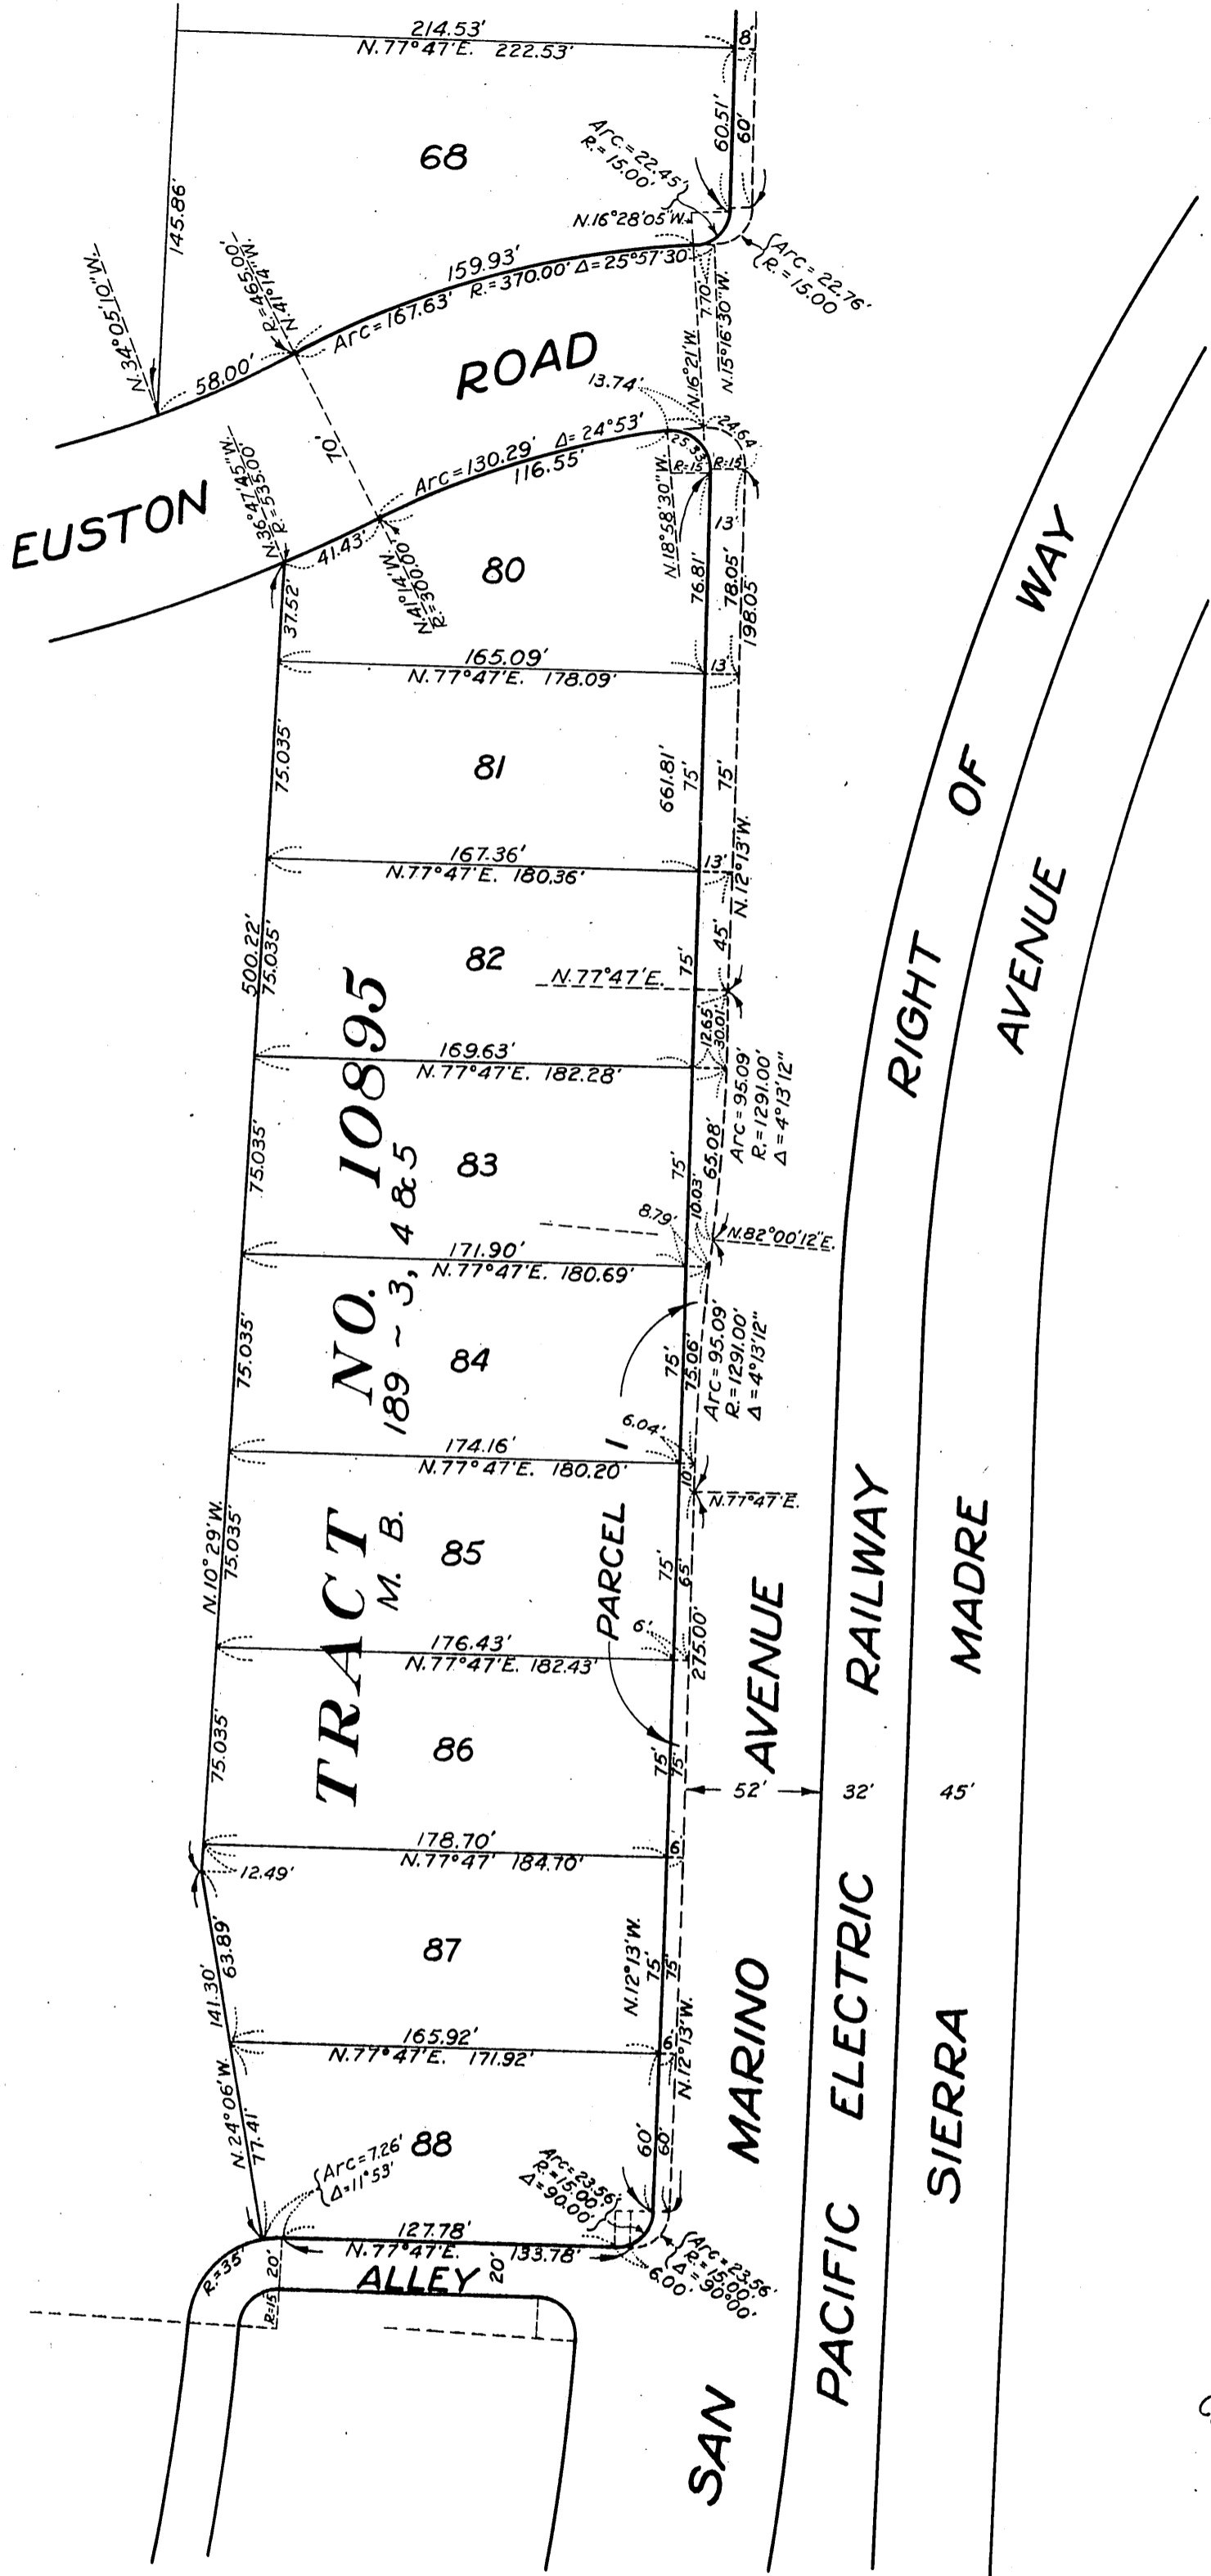 214.53'
N.77°47'E. 222.53'
8'
145.86'
68
60.51'
60'
Arc.=22.45'
R.=15.00'
N.16°28'05"W.
Arc=22.76'
R.=15.00
N.34°05'10"W.
58.00'
R.=465.00'
N.41°14'W.
159.93'
Arc=167.63' R.=370.00' Δ=25°57'30"
7.70'
N.15°16'30"W.
N.16°21'W.
EUSTON ROAD
70'
13.74'
24.64'
25.33'
R=15'
R=15'
N.36°47'45"W.
R.=535.00'
41.43'
Arc=130.29' Δ=24°53'
116.55'
N.41°14'W.
R.=300.00'
N.18°58'30"W.
13'
80
37.52'
76.81'
78.05'
198.05'
165.09'
N.77°47'E. 178.09'
13'
75.035'
81
661.81'
75'
75'
167.36'
N.77°47'E. 180.36'
13'
N.12°13'W.
500.22'
75.035'
82
75'
45'
N.77°47'E.
12.65'
30.01'
169.63'
N.77°47'E. 182.28'
Arc=95.09'
R.=1291.00'
Δ=4°13'12"
75.035'
83
75'
65.08'
8.79'
10.03'
N.82°00'12"E.
171.90'
N.77°47'E. 180.69'
75.035'
84
75'
75.06'
Arc=95.09'
R.=1291.00'
Δ=4°13'12"
6.04'
174.16'
N.77°47'E. 180.20'
10'
N.77°47'E.
N.10°29'W.
75.035'
85
PARCEL 1
75'
65'
6'
275.00'
176.43'
N.77°47'E. 182.43'
75.035'
86
75'
75'
52'
32'
45'
178.70'
N.77°47' 184.70'
6'
12.49'
TRACT NO. 10895
M. B. 189 ~ 3, 4 & 5
141.30'
63.89'
87
N.12°13'W.
75'
75'
165.92'
N.77°47'E. 171.92'
6'
N.12°13'W.
N.24°06'W.
77.41'
88
60'
60'
Arc=7.26'
Δ=11°53'
Arc=23.56'
R.=15.00'
Δ=90.00'
127.78'
N.77°47'E. 133.78'
6.00'
Arc=23.56'
R.=15.00'
Δ=90°00'
R.=35'
20'
R=15'
ALLEY
20'
SAN MARINO AVENUE
PACIFIC ELECTRIC RAILWAY RIGHT OF WAY
SIERRA MADRE AVENUE